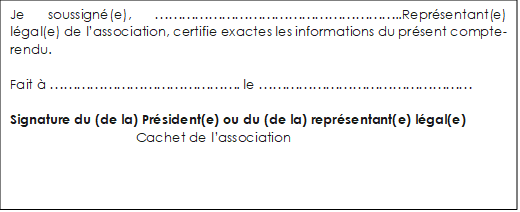 Je soussigné(e), ……………………………………………..Représentant(e)
légal(e) de l'association, certifie exactes les informations du présent compte-
rendu.
Fait à …………………………………. le ………………………………………
Signature du (de la) Président(e) ou du (de la) représentant(e) légal(e)
Cachet de l'association